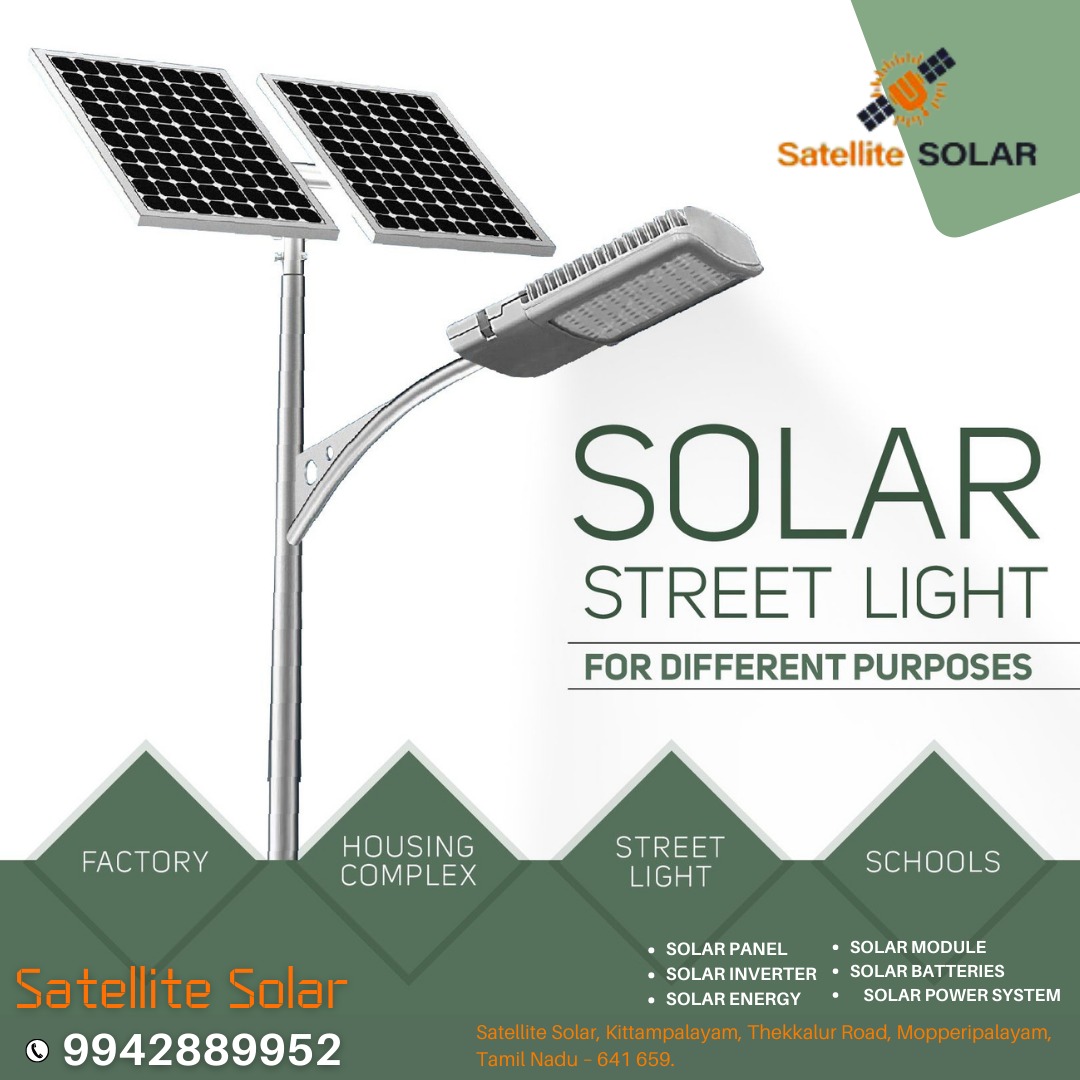 Satellite SOLAR
SOLAR
STREET LIGHT
FOR DIFFERENT PURPOSES
FACTORY
HOUSING
COMPLEX
STREET
LIGHT
SCHOOLS
• SOLAR PANEL
• SOLAR INVERTER
• SOLAR ENERGY
• SOLAR MODULE
• SOLAR BATTERIES
• SOLAR POWER SYSTEM
Satellite Solar
9942889952
Satellite Solar, Kittampalayam, Thekkalur Road, Mopperipalayam,
Tamil Nadu – 641 659.